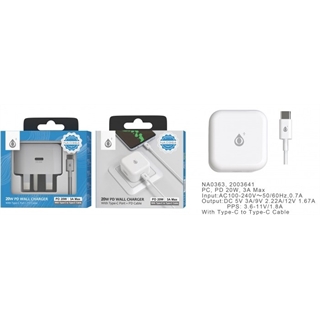 20W PD WALL CHARGER
PD 20W 3A Max
20W PD WALL CHARGER
PD 20W 3A Max
NA0363, 2003641
PC, PD 20W, 3A Max
Input:AC100-240V～50/60Hz,0.7A
Output:DC 5V 3A/9V 2.22A/12V 1.67A
PPS: 3.6-11V/1.8A
With Type-C to Type-C Cable